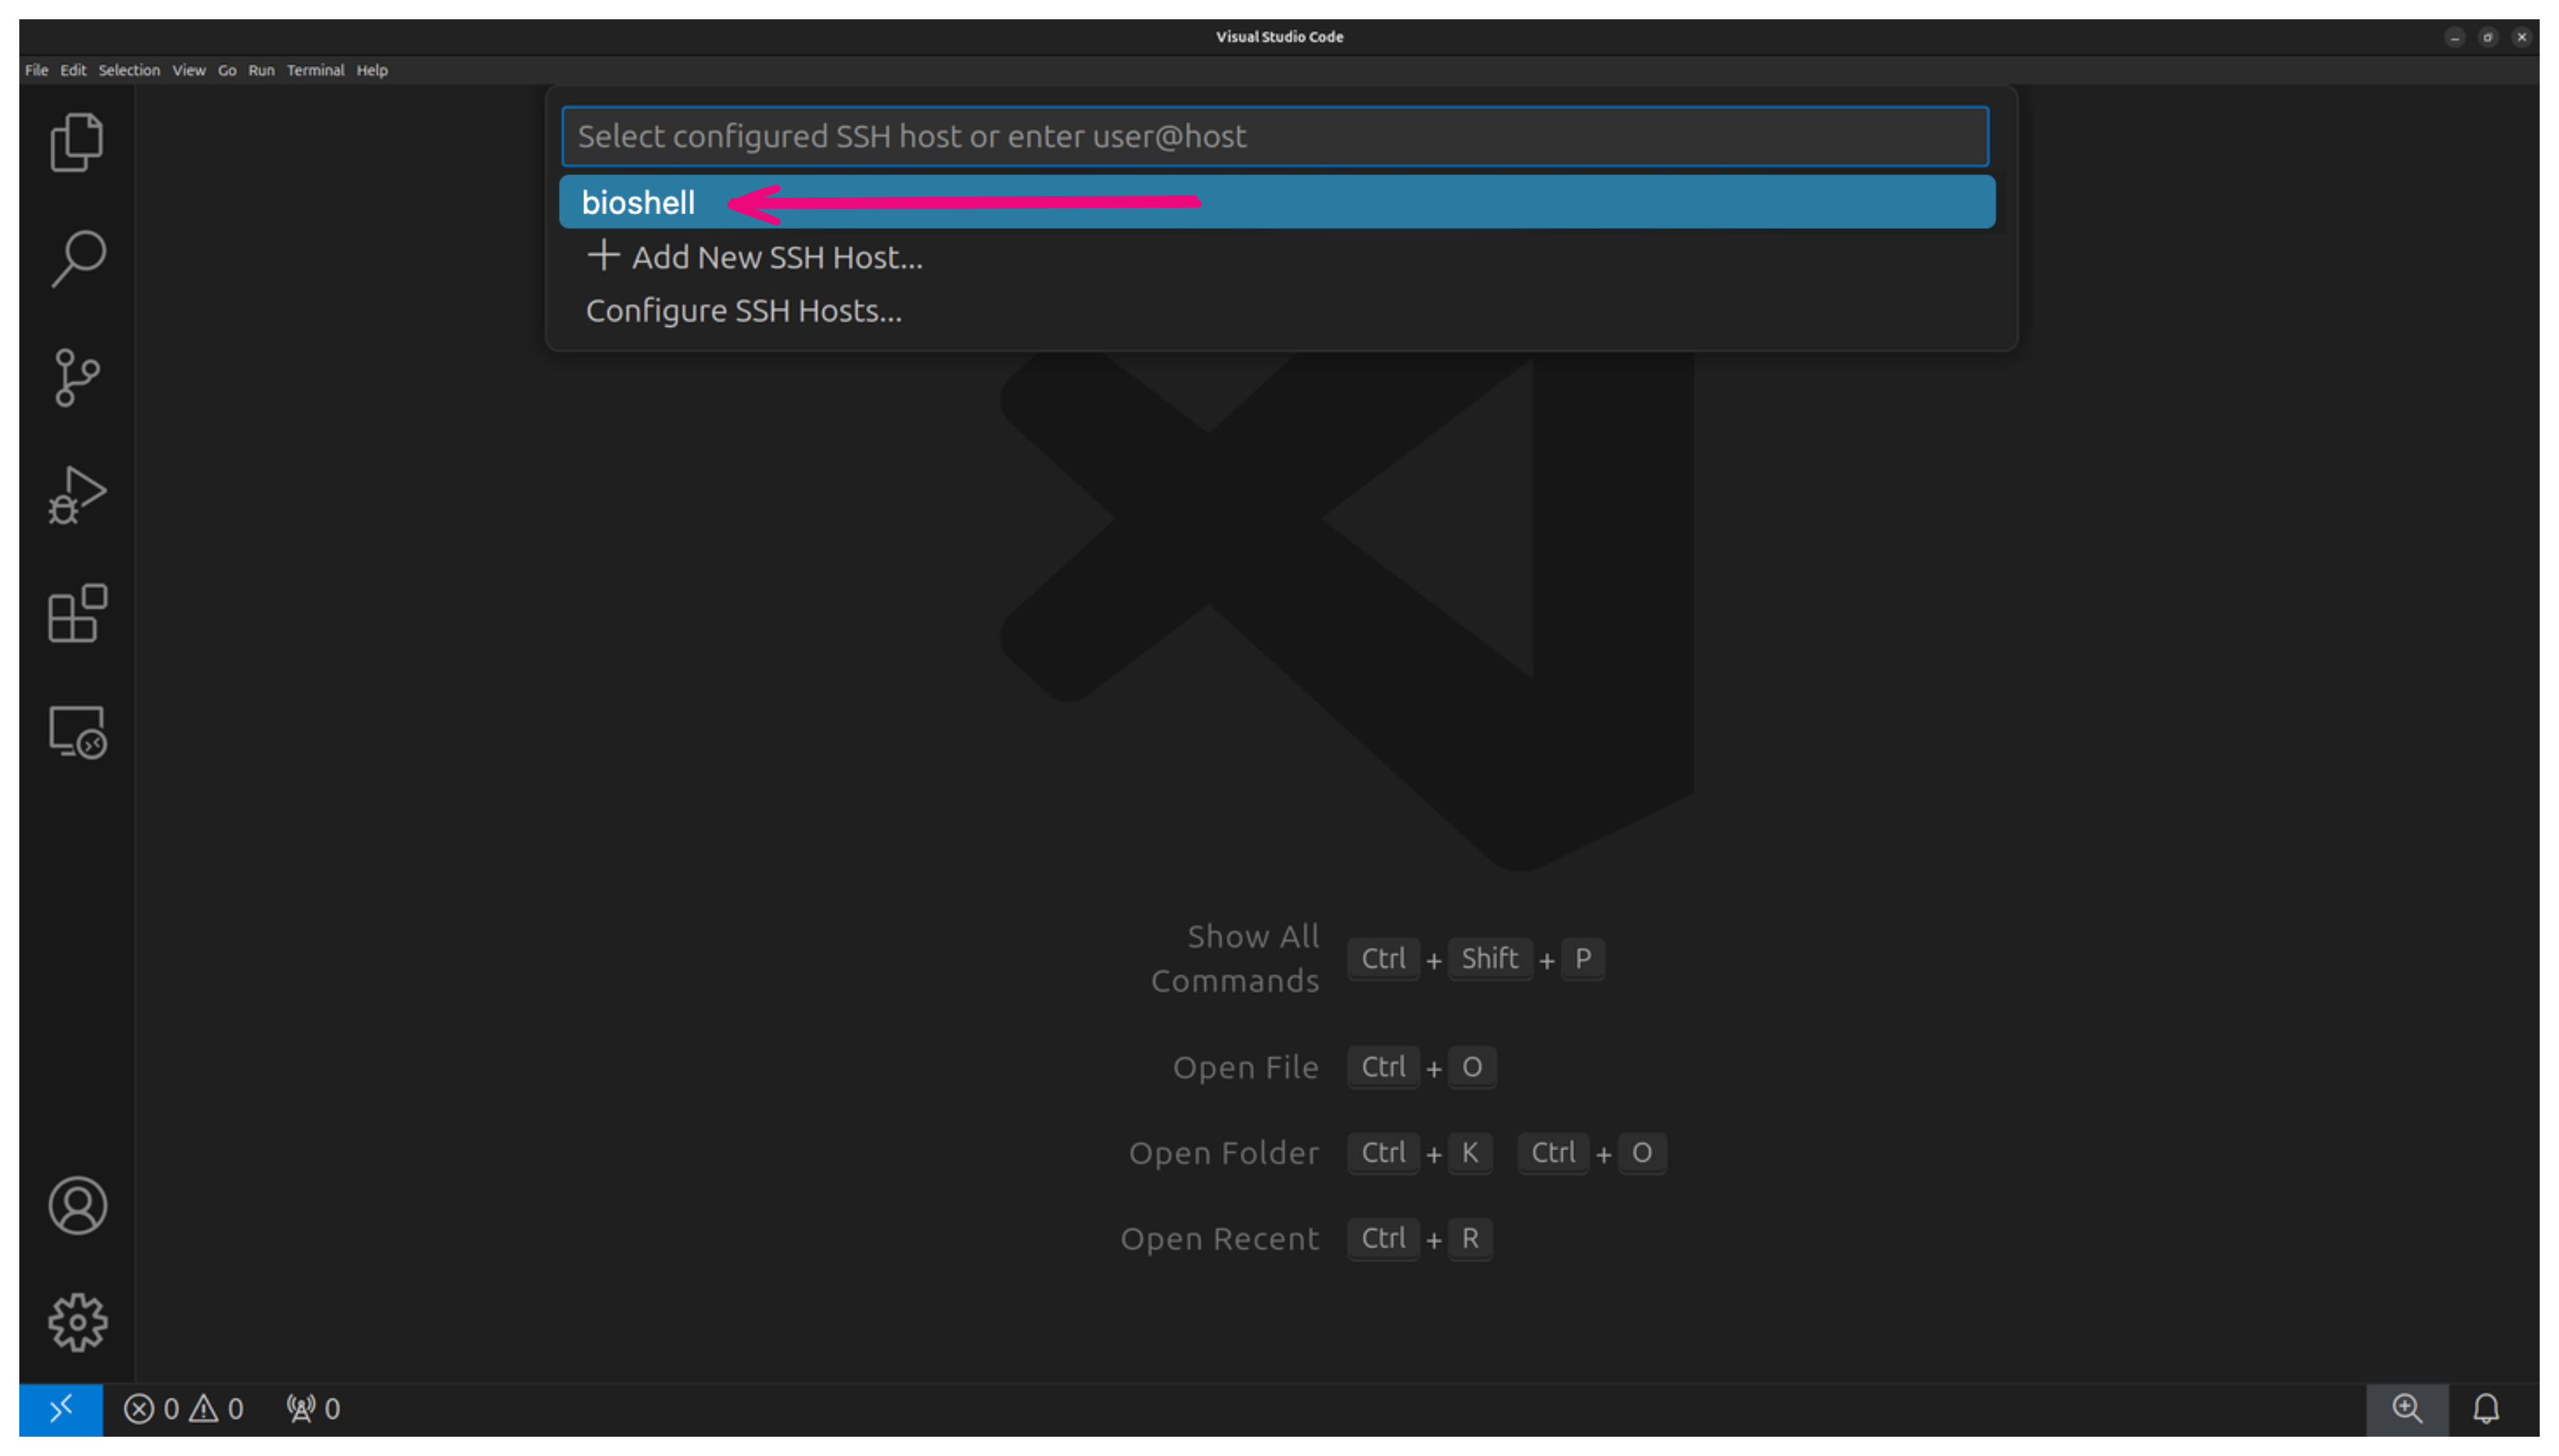 Visual Studio Code
File Edit Selection View Go Run Terminal Help
Select configured SSH host or enter user@host
bioshell
+ Add New SSH Host...
Configure SSH Hosts...
Show All Commands Ctrl + Shift + P
Open File Ctrl + O
Open Folder Ctrl + K Ctrl + O
Open Recent Ctrl + R
0 0 0